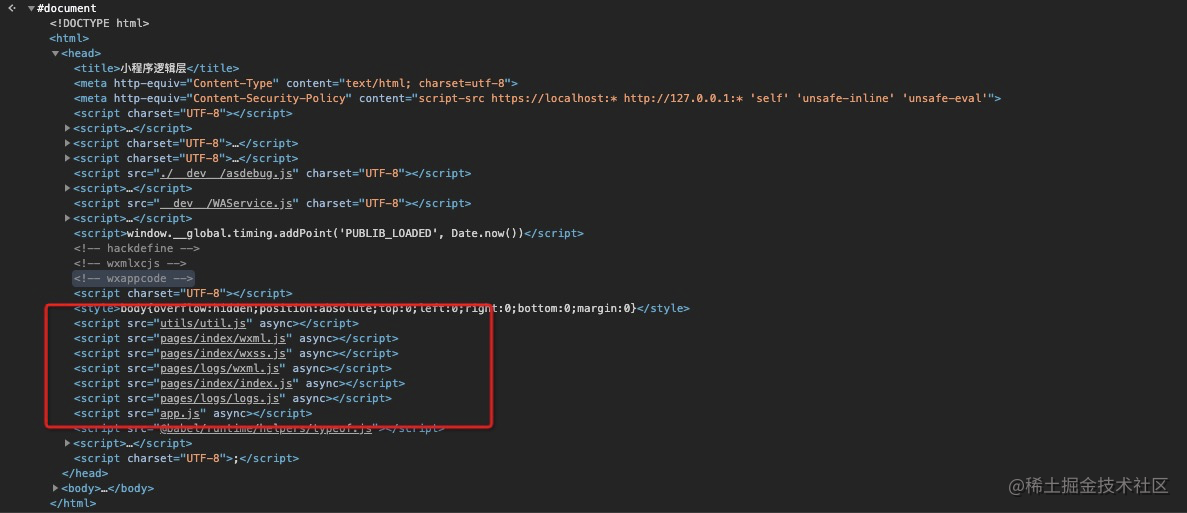 #document
<!DOCTYPE html>
<html>
<head>
<title>小程序逻辑层</title>
<meta http-equiv="Content-Type" content="text/html; charset=utf-8">
<meta http-equiv="Content-Security-Policy" content="script-src https://localhost:* http://127.0.0.1:* 'self' 'unsafe-inline' 'unsafe-eval'">
<script charset="UTF-8"></script>
<script>…</script>
<script charset="UTF-8">…</script>
<script charset="UTF-8">…</script>
<script src="./__dev__/asdebug.js" charset="UTF-8"></script>
<script>…</script>
<script src="__dev__/WAService.js" charset="UTF-8"></script>
<script>…</script>
<script>window.__global.timing.addPoint('PUBLIB_LOADED', Date.now())</script>
<!-- hackdefine -->
<!-- wxmlxcjs -->
<!-- wxappcode -->
<script charset="UTF-8"></script>
<style>body{overflow:hidden;position:absolute;top:0;left:0;right:0;bottom:0;margin:0}</style>
<script src="utils/util.js" async></script>
<script src="pages/index/wxml.js" async></script>
<script src="pages/index/wxss.js" async></script>
<script src="pages/logs/wxml.js" async></script>
<script src="pages/index/index.js" async></script>
<script src="pages/logs/logs.js" async></script>
<script src="app.js" async></script>
<script src="@babel/runtime/helpers/typeof.js"></script>
<script>…</script>
<script charset="UTF-8">;</script>
</head>
<body>…</body>
</html>
@稀土掘金技术社区